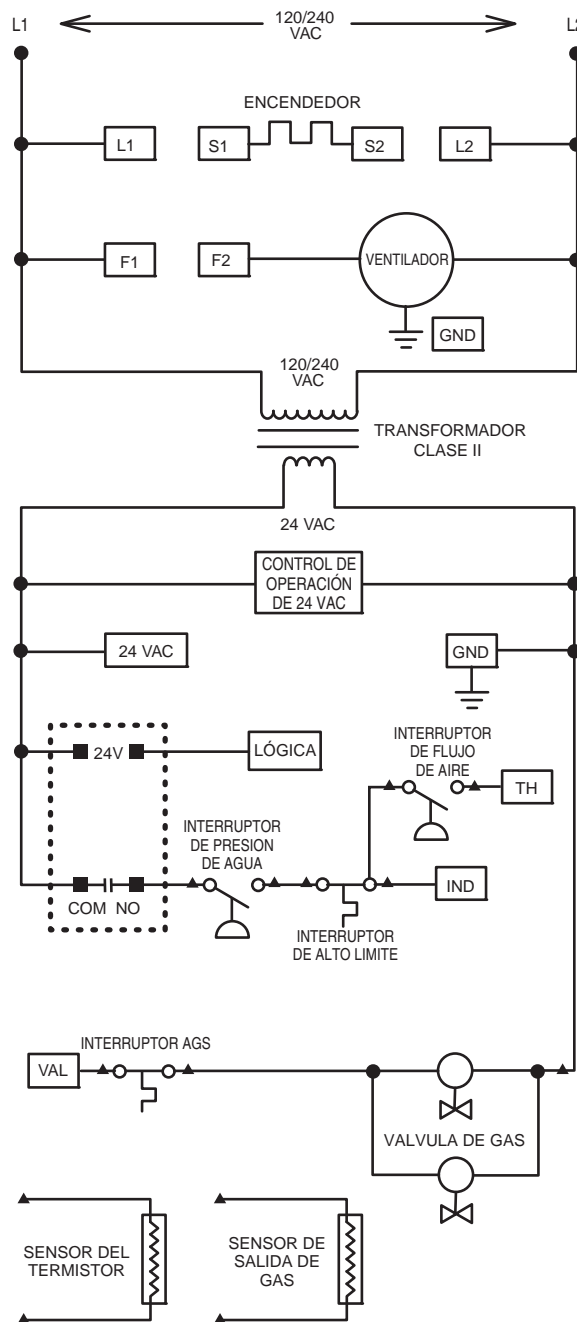 L1
120/240
VAC
L2
ENCENDEDOR
L1
S1
S2
L2
F1
F2
VENTILADOR
GND
120/240
VAC
TRANSFORMADOR
CLASE II
24 VAC
CONTROL DE
OPERACIÓN
DE 24 VAC
24 VAC
GND
24V
LÓGICA
INTERRUPTOR
DE FLUJO
DE AIRE
TH
INTERRUPTOR
DE PRESION
DE AGUA
COM NO
IND
INTERRUPTOR
DE ALTO LIMITE
INTERRUPTOR AGS
VAL
VALVULA DE GAS
SENSOR DEL
TERMISTOR
SENSOR DE
SALIDA DE
GAS